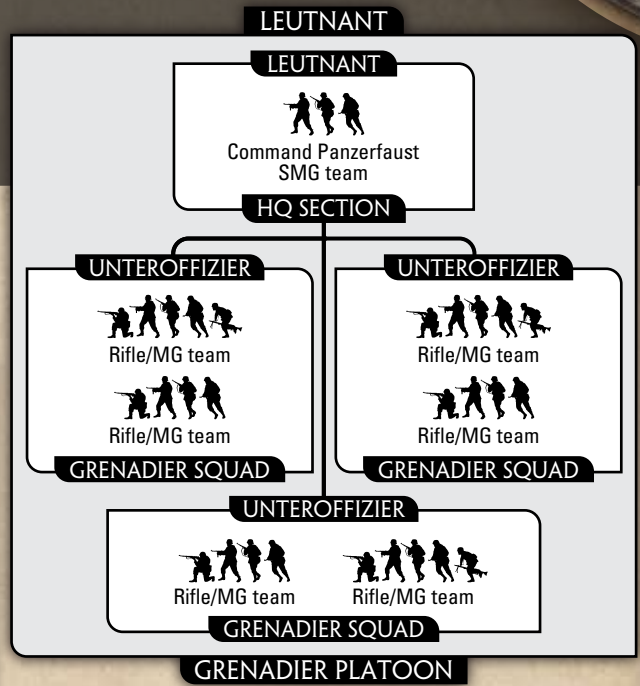 LEUTNANT
LEUTNANT
Command Panzerfaust
SMG team
HQ SECTION
UNTEROFFIZIER
Rifle/MG team
Rifle/MG team
GRENADIER SQUAD
UNTEROFFIZIER
Rifle/MG team
Rifle/MG team
GRENADIER SQUAD
UNTEROFFIZIER
Rifle/MG team Rifle/MG team
GRENADIER SQUAD
GRENADIER PLATOON